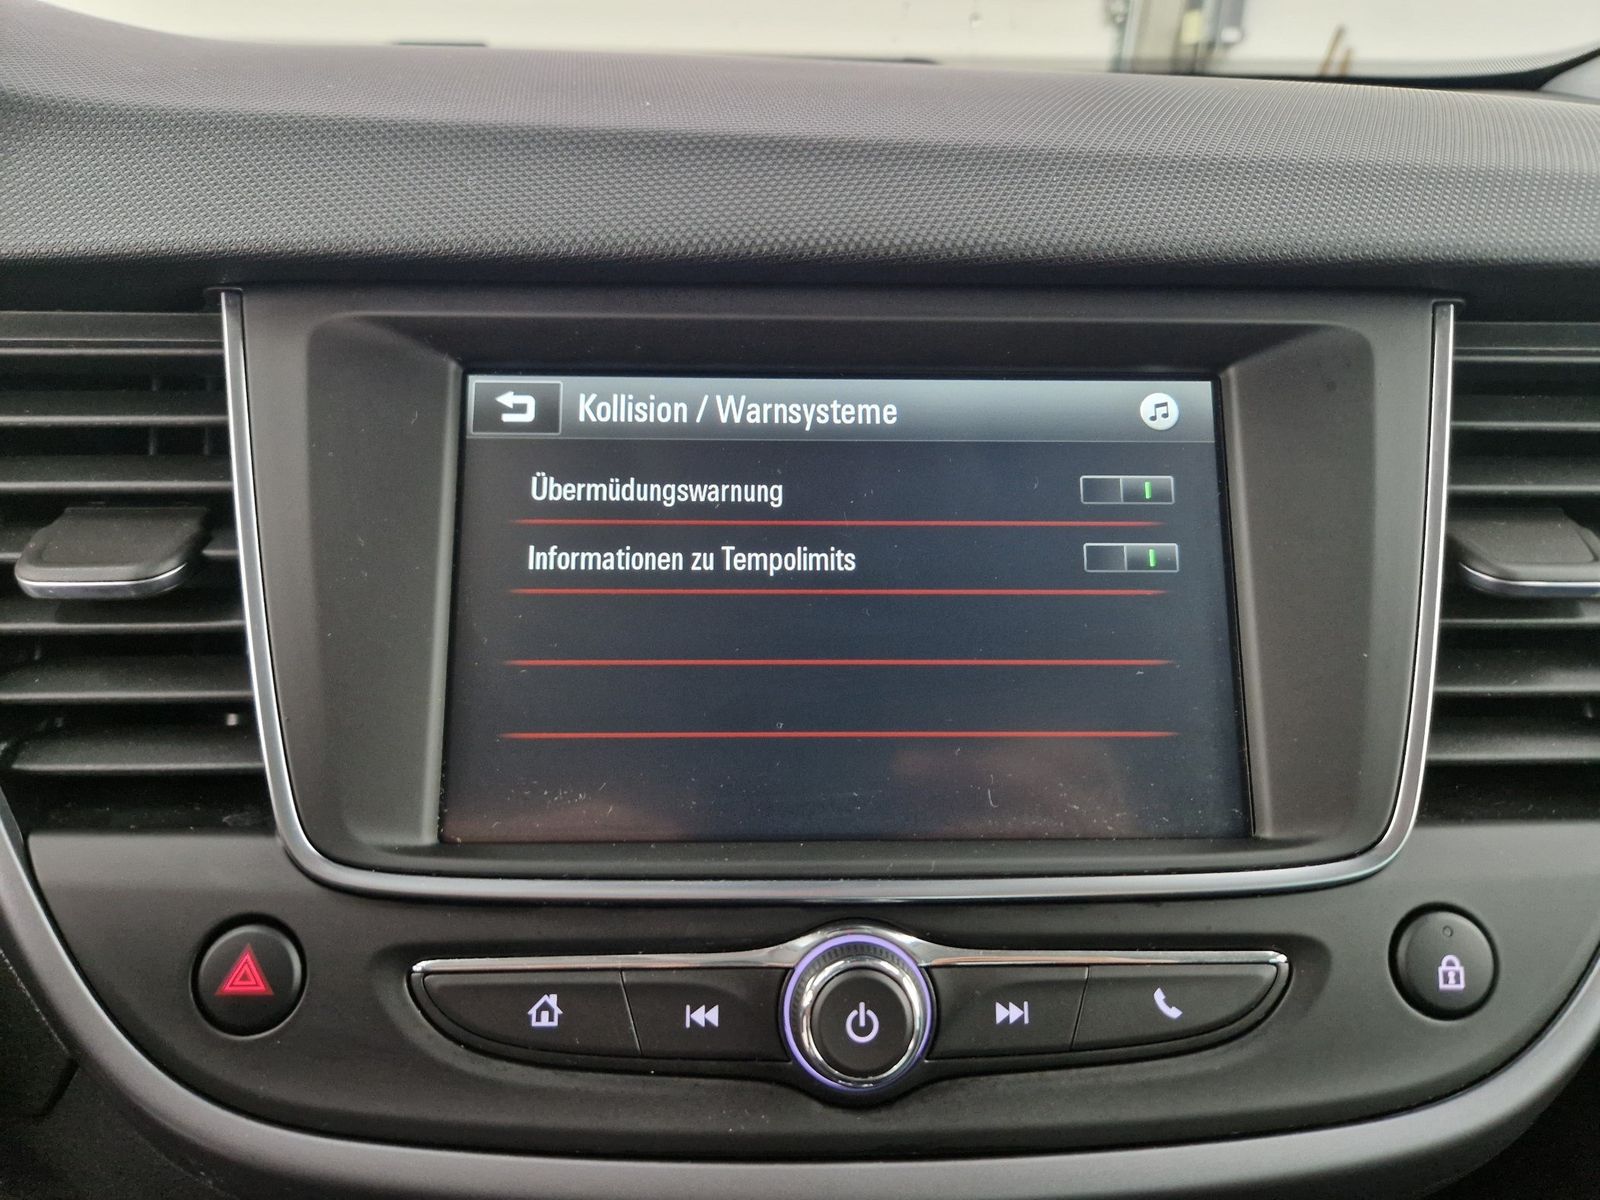 Kollision / Warnsysteme
Übermüdungswarnung
Informationen zu Tempolimits